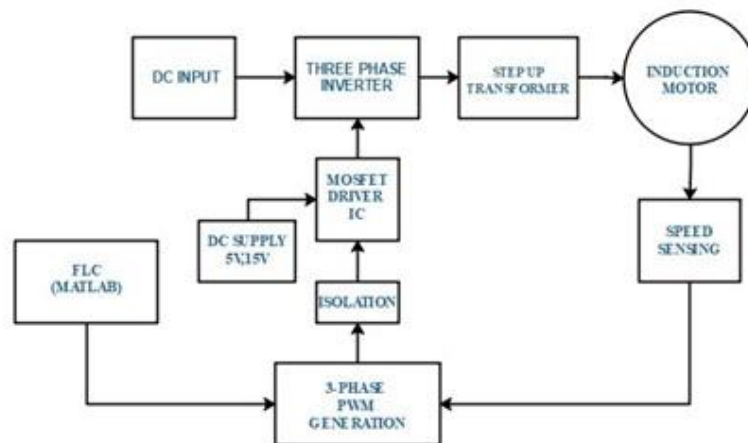 DC INPUT
THREE PHASE
INVERTER
STEP UP
TRANSFORMER
INDUCTION
MOTOR
MOSFET
DRIVER
IC
DC SUPPLY
5V,15V
SPEED
SENSING
FLC
(MATLAB)
ISOLATION
3-PHASE
PWM
GENERATION